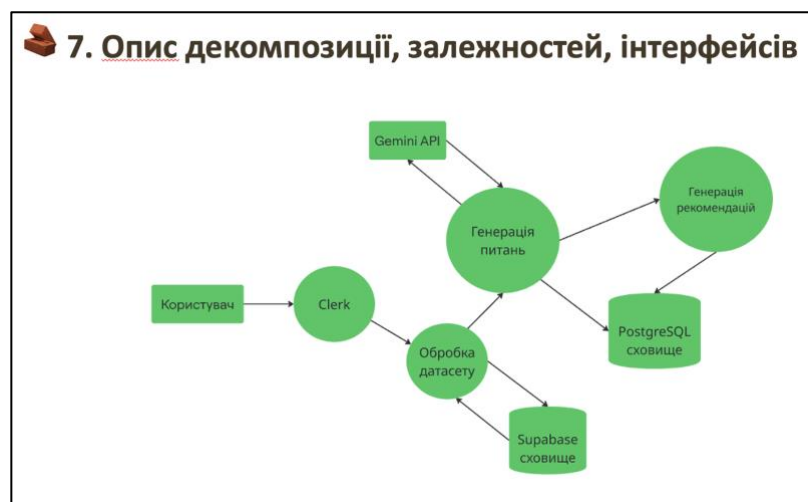 7. Опис декомпозиції, залежностей, інтерфейсів
Gemini API
Генерація
рекомендацій
Генерація
питань
Користувач
Clerk
PostgreSQL
сховище
Обробка
датасету
Supabase
сховище